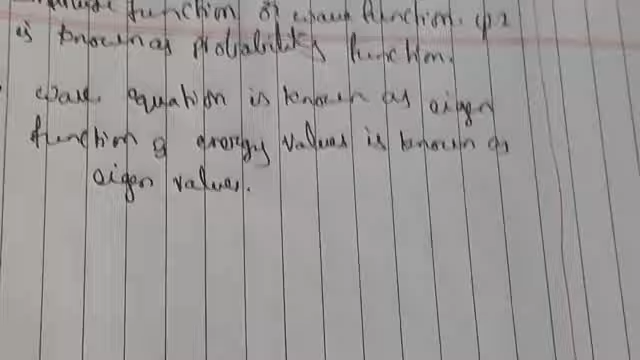 function of wave function. ψ2
is known as probability function.
wave equation is known as eigen
function & energy values is known as
eigen values.